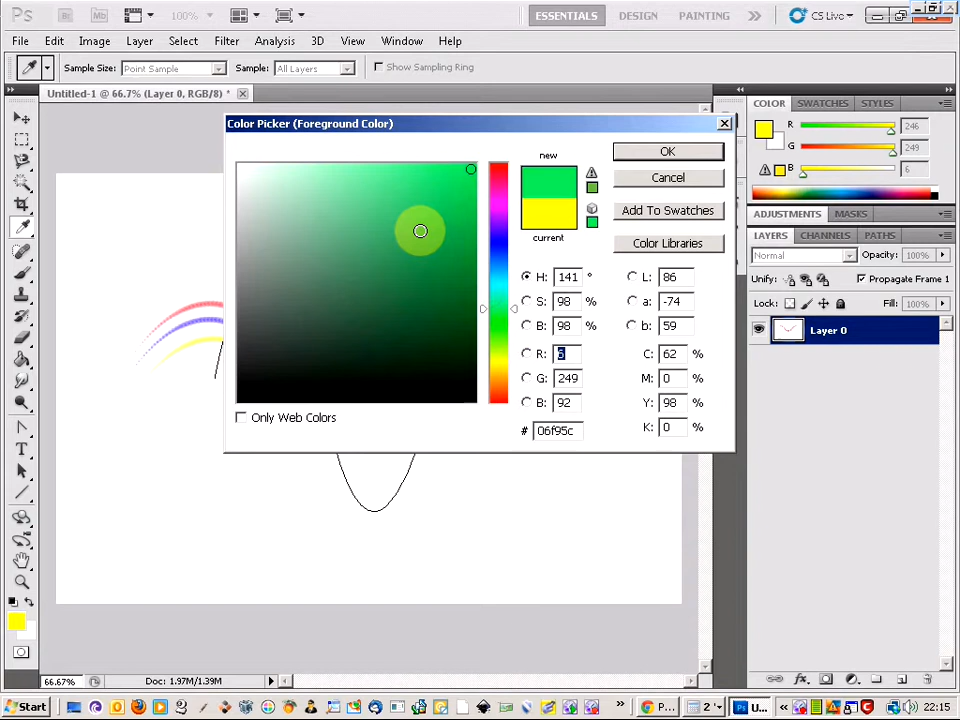 Ps Br Mb 100% ESSENTIALS DESIGN PAINTING CS Live
File Edit Image Layer Select Filter Analysis 3D View Window Help
Sample Size: Point Sample Sample: All Layers Show Sampling Ring
Untitled-1 @ 66.7% (Layer 0, RGB/8) *
Color Picker (Foreground Color)
new
current
OK
Cancel
Add To Swatches
Color Libraries
H: 141 °
S: 98 %
B: 98 %
R: 6
G: 249
B: 92
# 06f95c
L: 86
a: -74
b: 59
C: 62 %
M: 0 %
Y: 98 %
K: 0 %
Only Web Colors
COLOR SWATCHES STYLES
R 246
G 249
B 6
ADJUSTMENTS MASKS
LAYERS CHANNELS PATHS
Normal Opacity: 100%
Unify: Propagate Frame 1
Lock: Fill: 100%
Layer 0
66.67% Doc: 1.97M/1.39M
Start P... 2 U... 22:15